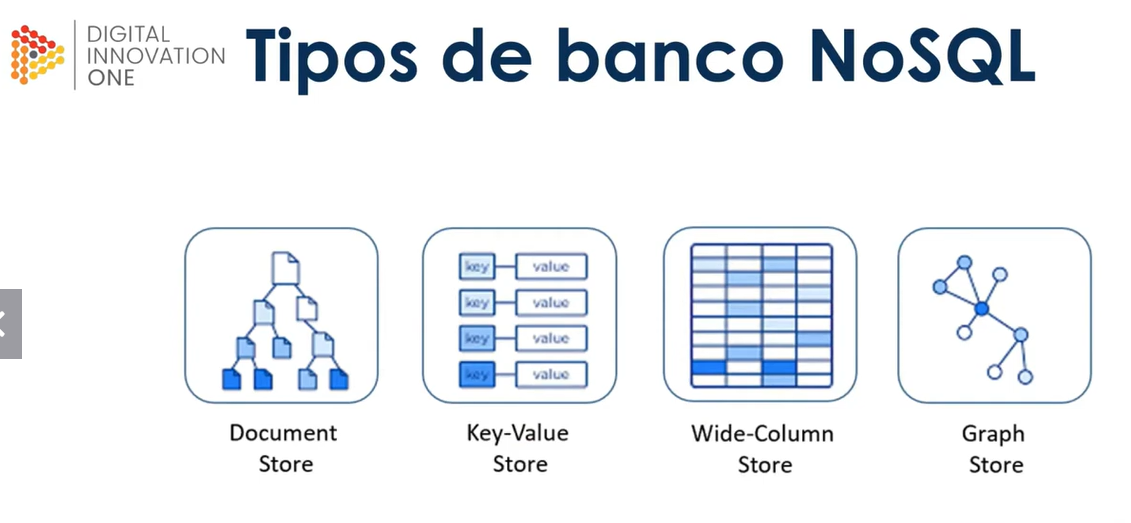 DIGITAL
INNOVATION
ONE
Tipos de banco NoSQL
key value
key value
key value
key value
Document
Store
Key-Value
Store
Wide-Column
Store
Graph
Store